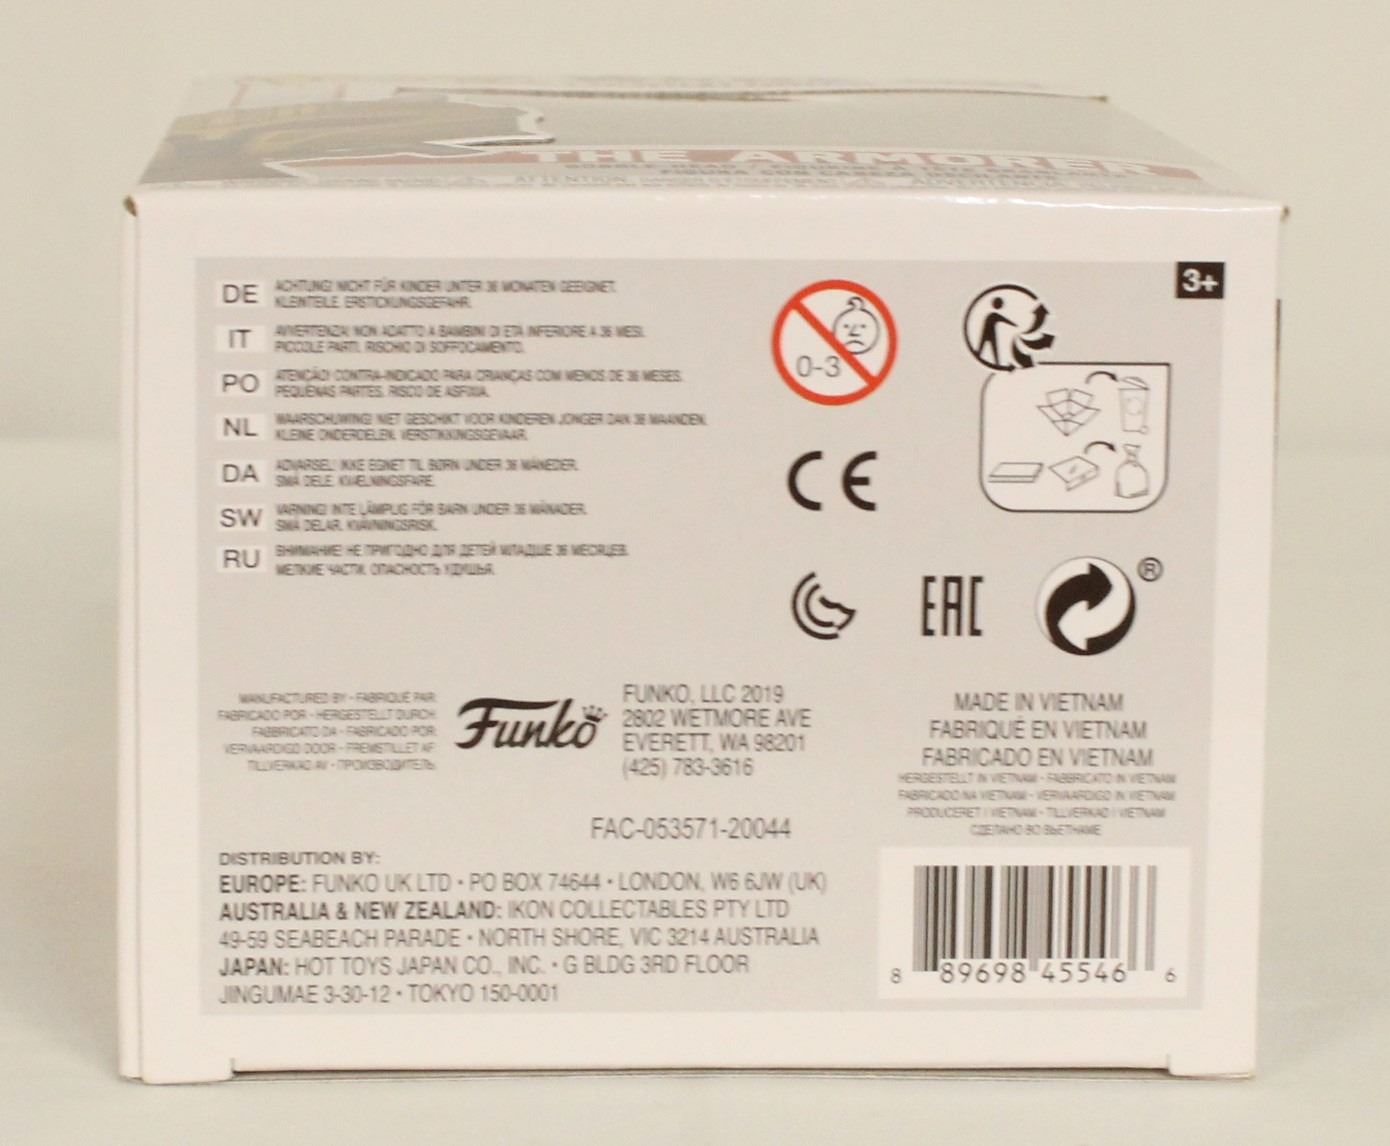 THE ARMORER
DE
ACHTUNG! NICHT FÜR KINDER UNTER 36 MONATEN GEEIGNET.
KLEINTEILE. ERSTICKUNGSGEFAHR.
IT
AVVERTENZA! NON ADATTO A BAMBINI DI ETÀ INFERIORE A 36 MESI.
PICCOLE PARTI. RISCHIO DI SOFFOCAMENTO.
PO
ATENÇÃO! CONTRA-INDICADO PARA CRIANÇAS COM MENOS DE 36 MESES.
PEQUENAS PARTES. RISCO DE ASFIXIA.
NL
WAARSCHUWING! NIET GESCHIKT VOOR KINDEREN JONGER DAN 36 MAANDEN.
KLEINE ONDERDELEN. VERSTIKKINGSGEVAAR.
DA
ADVARSEL! IKKE EGNET TIL BØRN UNDER 36 MÅNEDER.
SMÅ DELE. KVÆLNINGSFARE.
SW
VARNING! INTE LÄMPLIG FÖR BARN UNDER 36 MÅNADER.
SMÅ DELAR. KVÄVNINGSRISK.
RU
ВНИМАНИЕ! НЕ ПРИГОДНО ДЛЯ ДЕТЕЙ МЛАДШЕ 36 МЕСЯЦЕВ.
МЕЛКИЕ ЧАСТИ. ОПАСНОСТЬ УДУШЬЯ.
0-3
3+
CE
EAC
®
MANUFACTURED BY • FABRIQUÉ PAR
FABRICADO POR • HERGESTELLT DURCH
FABBRICATO DA • FABRICADO POR:
VERVAARDIGD DOOR • FREMSTILLET AF:
TILLVERKAD AV • ПРОИЗВОДИТЕЛЬ:
Funko
FUNKO, LLC 2019
2802 WETMORE AVE
EVERETT, WA 98201
(425) 783-3616
MADE IN VIETNAM
FABRIQUÉ EN VIETNAM
FABRICADO EN VIETNAM
HERGESTELLT IN VIETNAM • FABBRICATO IN VIETNAM
FABRICADO NA VIETNAM • VERVAARDIGD IN VIETNAM
PRODUCERET I VIETNAM • TILLVERKAD I VIETNAM
СДЕЛАНО ВО ВЬЕТНАМЕ
FAC-053571-20044
DISTRIBUTION BY:
EUROPE: FUNKO UK LTD • PO BOX 74644 • LONDON, W6 6JW (UK)
AUSTRALIA & NEW ZEALAND: IKON COLLECTABLES PTY LTD
49-59 SEABEACH PARADE • NORTH SHORE, VIC 3214 AUSTRALIA
JAPAN: HOT TOYS JAPAN CO., INC. • G BLDG 3RD FLOOR
JINGUMAE 3-30-12 • TOKYO 150-0001
8 89698 45546 6